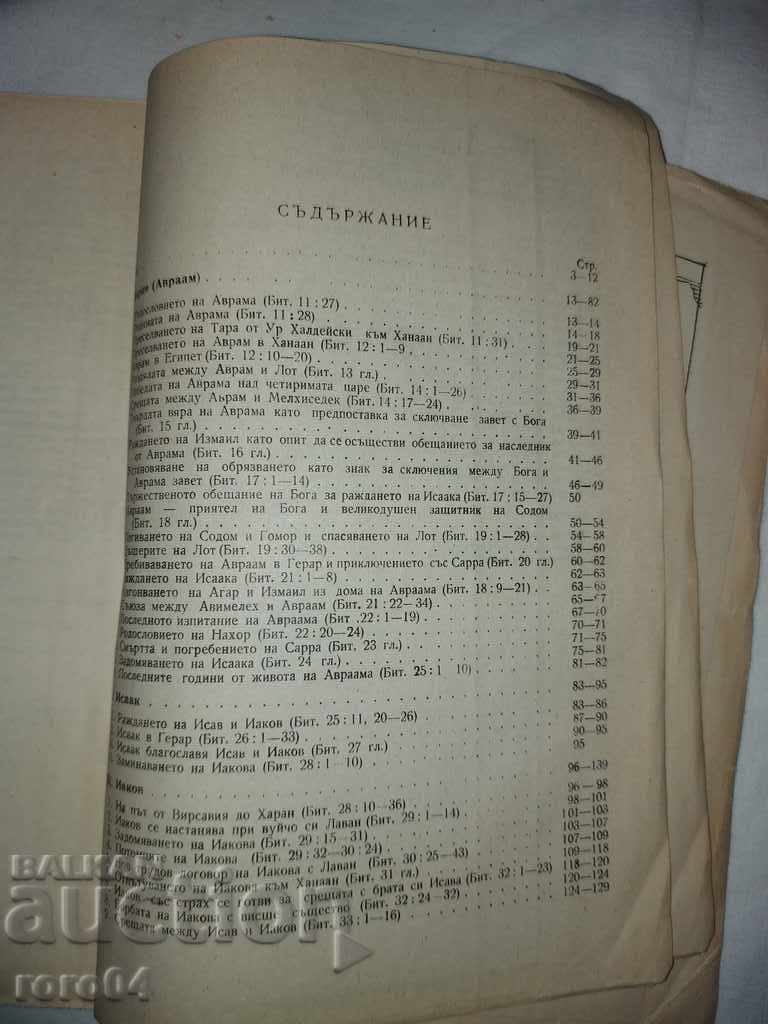 СЪДЪРЖАНИЕ
Стр.
3—12
(Авраам)
на Аврама (Бит. 11:27) 13—82
на Аврама (Бит. 11:28)
на Тара от Ур Халдейски към Ханаан (Бит. 11:31) 13—14
на Аврам в Ханаан (Бит. 12:1—9 14—18
в Египет (Бит. 12:10—20) 19—21
между Аврам и Лот (Бит. 13 гл.) 21—25
на Аврама над четиримата царе (Бит. 14:1—26) 25—29
между Аврам и Мелхиседек (Бит. 14:17—24) 29—31
вяра на Аврама като предпоставка за сключване завет с Бога 31—36
(Бит. 15 гл.) 36—39
на Измаил като опит да се осъществи обещанието за наследник
от Аврама (Бит. 16 гл.) 39—41
на обрязването като знак за сключения между Бога и
Аврама завет (Бит. 17:1—14) 41—46
обещание на Бога за раждането на Исаака (Бит. 17:15—27) 46—49
— приятел на Бога и великодушен защитник на Содом 50
(Бит. 18 гл.)
на Содом и Гомор и спасяването на Лот (Бит. 19:1—28) 50—54
на Лот (Бит. 19:30—38) 54—58
на Авраам в Герар и приключението със Сарра (Бит. 20 гл.) 58—60
на Исаака (Бит. 21:1—8) 60—62
на Агар и Измаил из дома на Авраама (Бит. 18:9—21) 62—63
Съюза между Авимелех и Авраам (Бит. 21:22—34) 63—65
Последното изпитание на Авраама (Бит .22:1—19) 65—67
Родословието на Нахор (Бит. 22:20—24) 67—70
Смъртта и погребението на Сарра (Бит. 23 гл.) 70—71
Задомяването на Исаака (Бит. 24 гл.) 71—75
Последните години от живота на Авраама (Бит. 25:1 10) 75—81
81—82
Исаак 83—95
Раждането на Исав и Иаков (Бит. 25:11, 20—26) 83—86
Исаак в Герар (Бит. 26:1—33) 87—90
Исаак благославя Исав и Иаков (Бит. 27 гл.) 90—95
Заминаването на Иакова (Бит. 28:1—10) 95
Иаков 96—139
На път от Вирсавия до Харан (Бит. 28:10—36) 96—98
Иаков се настанява при вуйчо си Лаван (Бит. 29:1—14) 98—101
Задомяването на Иакова (Бит. 29:15—31) 101—103
на Иакова (Бит. 29:32—30:24) 103—107
договор на Иакова с Лаван (Бит. 30:25—43) 107—109
Отпътуването на Иаков към Ханаан (Бит. 31 гл.) 109—118
Иаков със страх се готви за срещата с брата си Исава (Бит. 32:1—23) 118—120
на Иакова с висше същество (Бит. 32:24—32) 120—124
9. Срещата между Исав и Иаков (Бит. 33:1—16) 124—129
БАЛКАН
auction
roro04